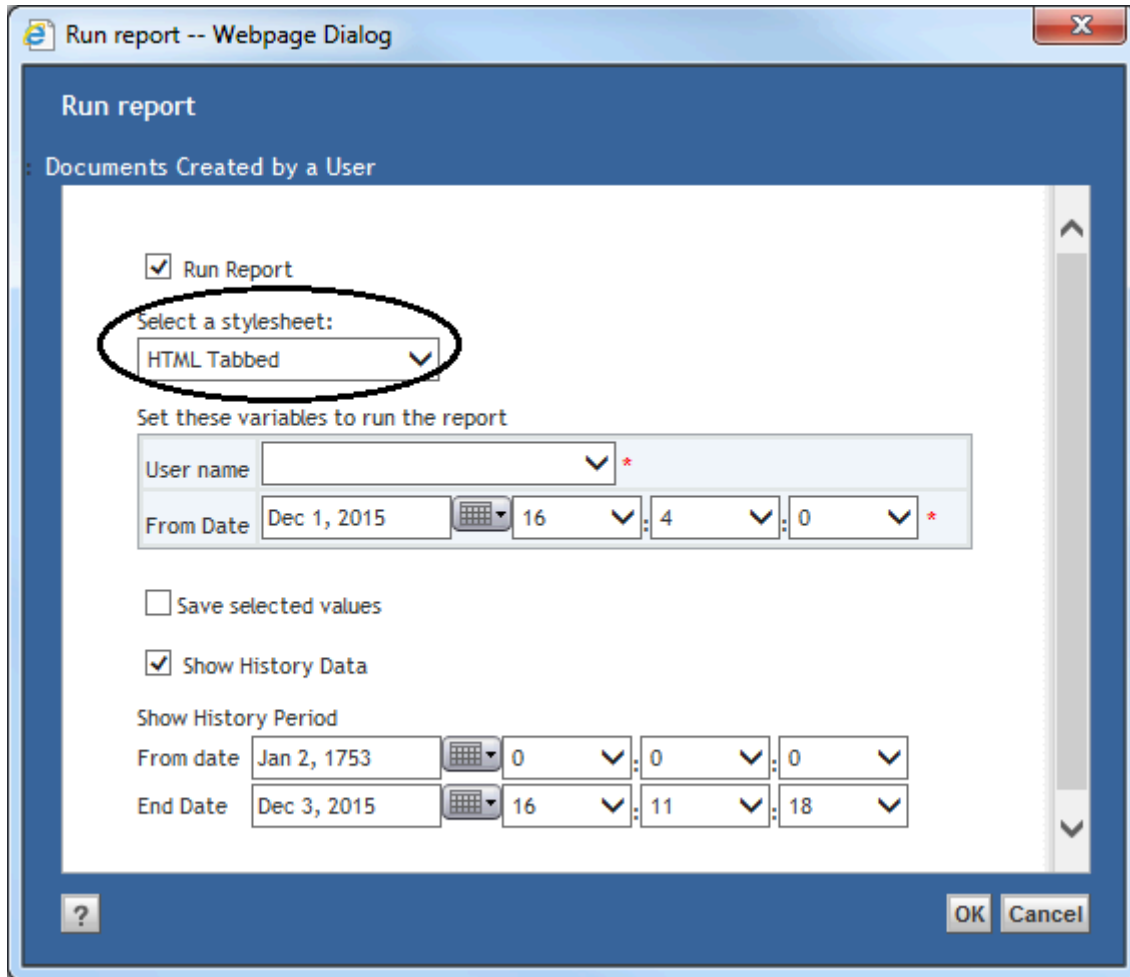 Run report -- Webpage Dialog
Run report
: Documents Created by a User
Run Report
Select a stylesheet:
HTML Tabbed
Set these variables to run the report
User name *
From Date Dec 1, 2015 16 : 4 : 0 *
Save selected values
Show History Data
Show History Period
From date Jan 2, 1753 0 : 0 : 0
End Date Dec 3, 2015 16 : 11 : 18
? OK Cancel